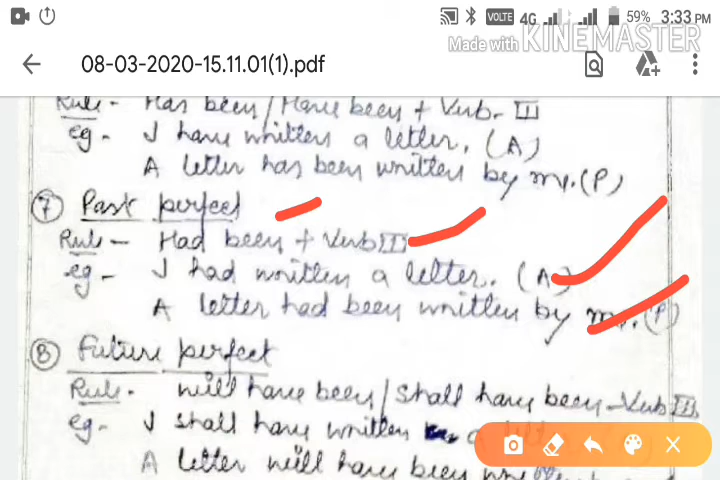 VOLTE 4G 59% 3:33 PM
Made with KINEMASTER
08-03-2020-15.11.01(1).pdf
Rule - Has been/Have been + Verb - III
eg - I have written a letter. (A)
A letter has been written by me. (P)
7 Past perfect
Rule - Had been + Verb III
eg - I had written a letter. (A)
A letter had been written by me. (P)
8 Future perfect
Rule - will have been / Shall have been - Verb III
eg - I shall have written a
A letter will have been